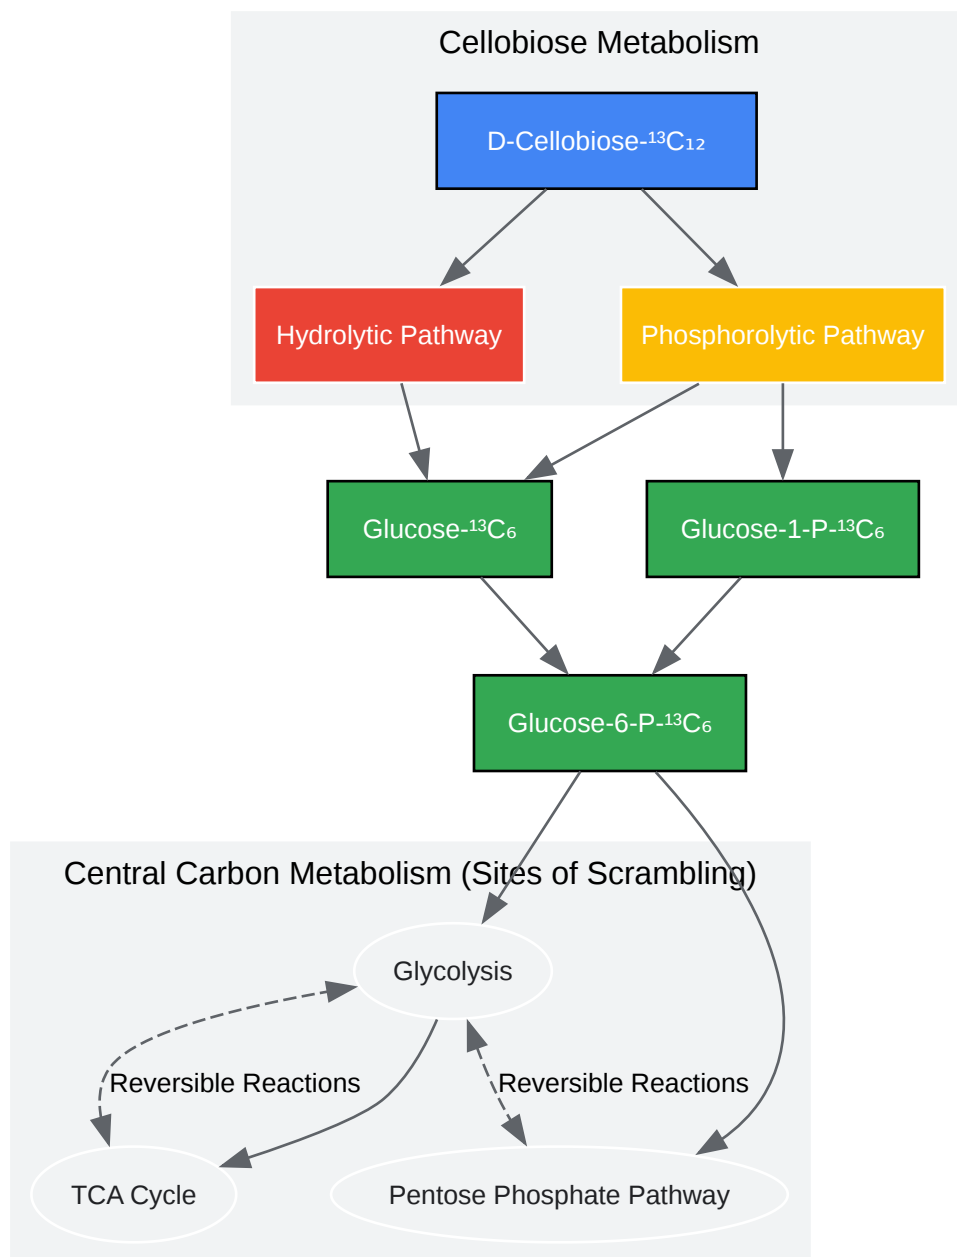 Cellobiose Metabolism
D-Cellobiose-¹³C₁₂
Hydrolytic Pathway
Phosphorolytic Pathway
Glucose-¹³C₆
Glucose-1-P-¹³C₆
Glucose-6-P-¹³C₆
Central Carbon Metabolism (Sites of Scrambling)
Glycolysis
Reversible Reactions
Reversible Reactions
TCA Cycle
Pentose Phosphate Pathway